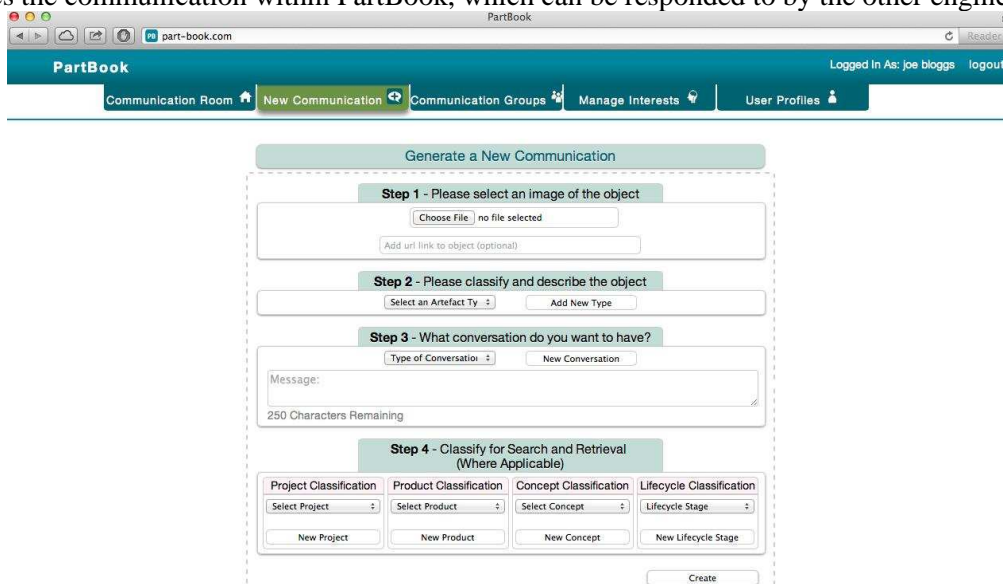 the communication within PartBook, which can be responded to by the other
PartBook
part-book.com
Reader
PartBook
Logged In As: joe bloggs logout
Communication Room New Communication Communication Groups Manage Interests User Profiles
Generate a New Communication
Step 1 - Please select an image of the object
Choose File no file selected
Add url link to object (optional)
Step 2 - Please classify and describe the object
Select an Artefact Ty
Add New Type
Step 3 - What conversation do you want to have?
Type of Conversation
New Conversation
Message:
250 Characters Remaining
Step 4 - Classify for Search and Retrieval
(Where Applicable)
Project Classification Product Classification Concept Classification Lifecycle Classification
Select Project Select Product Select Concept Lifecycle Stage
New Project New Product New Concept New Lifecycle Stage
Create